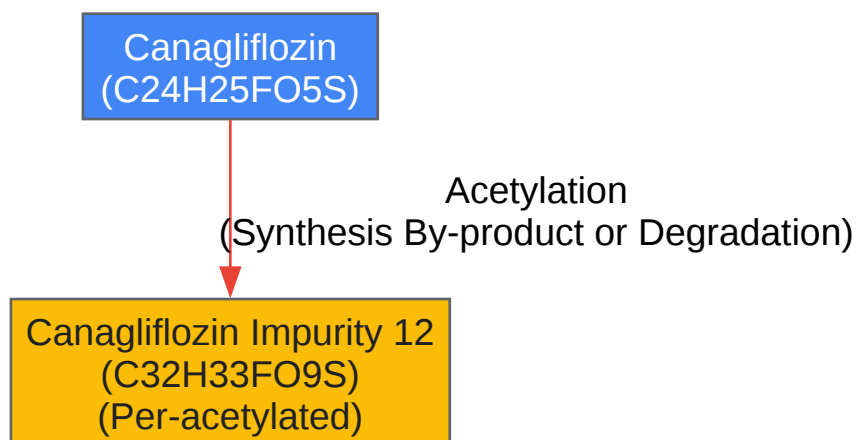 Canagliflozin
(C24H25FO5S)
Acetylation
(Synthesis By-product or Degradation)
Canagliflozin Impurity 12
(C32H33FO9S)
(Per-acetylated)